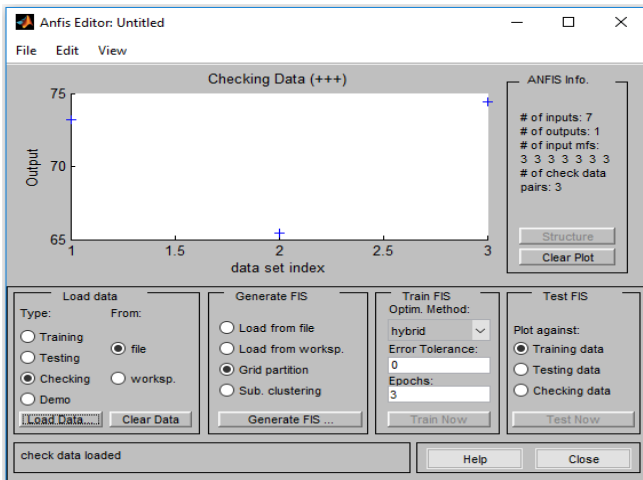 Anfis Editor: Untitled
File Edit View
Checking Data (+++)
75
70
65
Output
1 1.5 2 2.5 3
data set index
ANFIS Info.
# of inputs: 7
# of outputs: 1
# of input mfs:
3 3 3 3 3 3 3
# of check data
pairs: 3
Structure
Clear Plot
Load data
Type: From:
Training
Testing
Checking
Demo
file
worksp.
Load Data...
Clear Data
Generate FIS
Load from file
Load from worksp.
Grid partition
Sub. clustering
Generate FIS ...
Train FIS
Optim. Method:
hybrid
Error Tolerance:
0
Epochs:
3
Train Now
Test FIS
Plot against:
Training data
Testing data
Checking data
Test Now
check data loaded
Help
Close